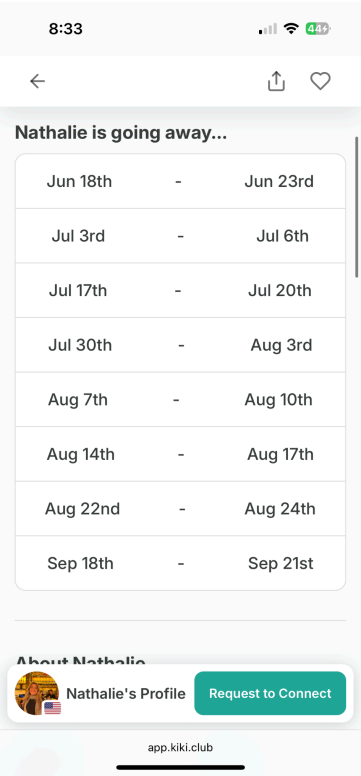 8:33
44
Nathalie is going away...
Jun 18th - Jun 23rd
Jul 3rd - Jul 6th
Jul 17th - Jul 20th
Jul 30th - Aug 3rd
Aug 7th - Aug 10th
Aug 14th - Aug 17th
Aug 22nd - Aug 24th
Sep 18th - Sep 21st
About Nathalie
Nathalie's Profile Request to Connect
app.kiki.club